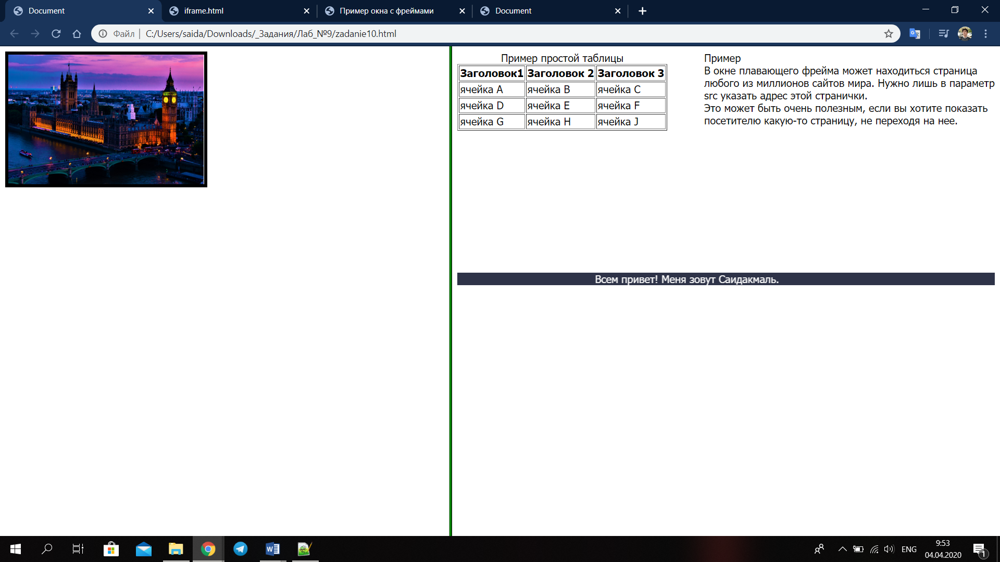 Document
iframe.html
Пример окна с фреймами
Document
Файл
C:/Users/saida/Downloads/_Задания/Лаб_№9/zadanie10.html
Пример простой таблицы
Заголовок1 Заголовок 2 Заголовок 3
ячейка A ячейка B ячейка C
ячейка D ячейка E ячейка F
ячейка G ячейка H ячейка J
Пример
В окне плавающего фрейма может находиться страница
любого из миллионов сайтов мира. Нужно лишь в параметр
src указать адрес этой странички.
Это может быть очень полезным, если вы хотите показать
посетителю какую-то страницу, не переходя на нее.
Всем привет! Меня зовут Саидакмаль.
ENG
9:53
04.04.2020
1